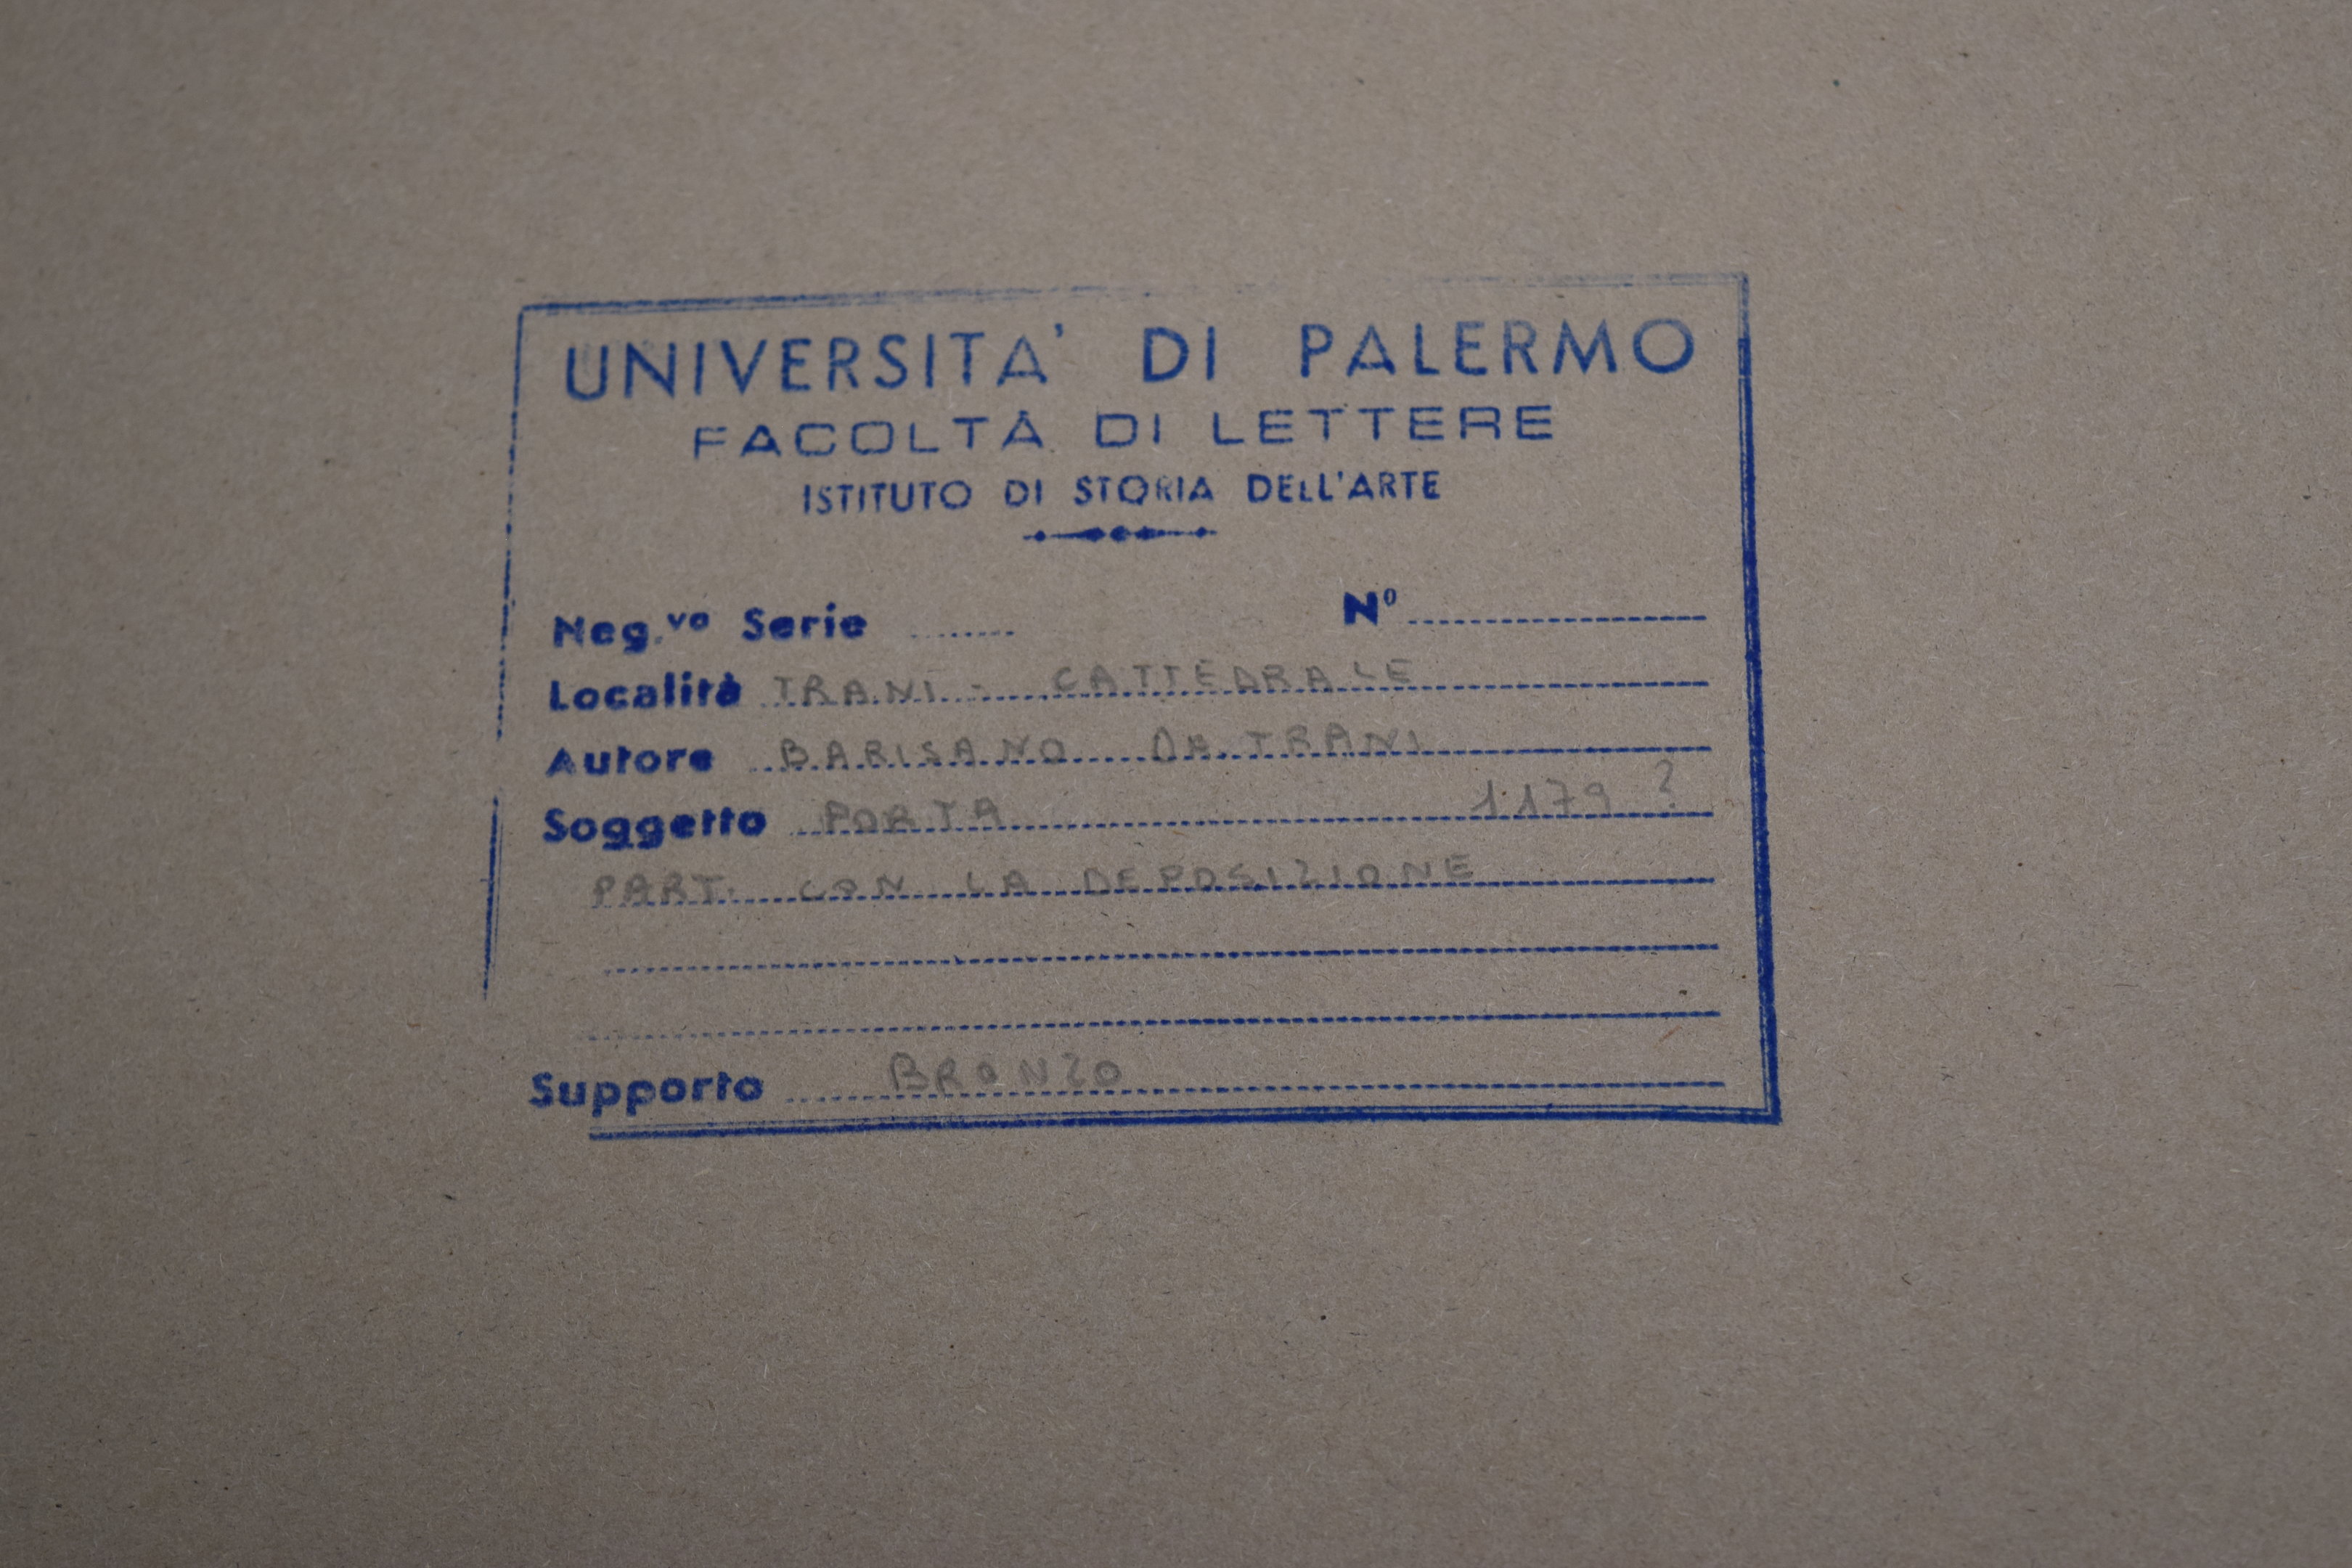 UNIVERSITA' DI PALERMO
FACOLTÀ DI LETTERE
ISTITUTO DI STORIA DELL'ARTE
Neg.vo Serie ....... N° ..............
Località TRANI - CATTEDRALE
Autore BARISANO DA TRANI
Soggetto PORTA 1179 ?
PART. CON LA DEPOSIZIONE
Supporto BRONZO